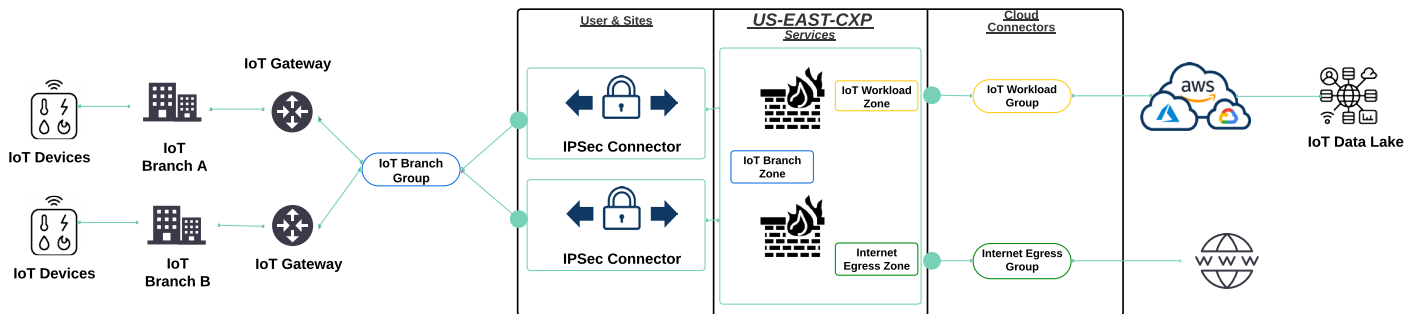 User & Sites
US-EAST-CXP
Services
Cloud
Connectors
IoT Gateway
IoT Devices
IoT
Branch A
IoT Branch
Group
IPSec Connector
IoT Workload
Zone
IoT Workload
Group
aws
IoT Data Lake
IoT Branch
Zone
IoT Devices
IoT
Branch B
IoT Gateway
IPSec Connector
Internet
Egress Zone
Internet Egress
Group
W W W